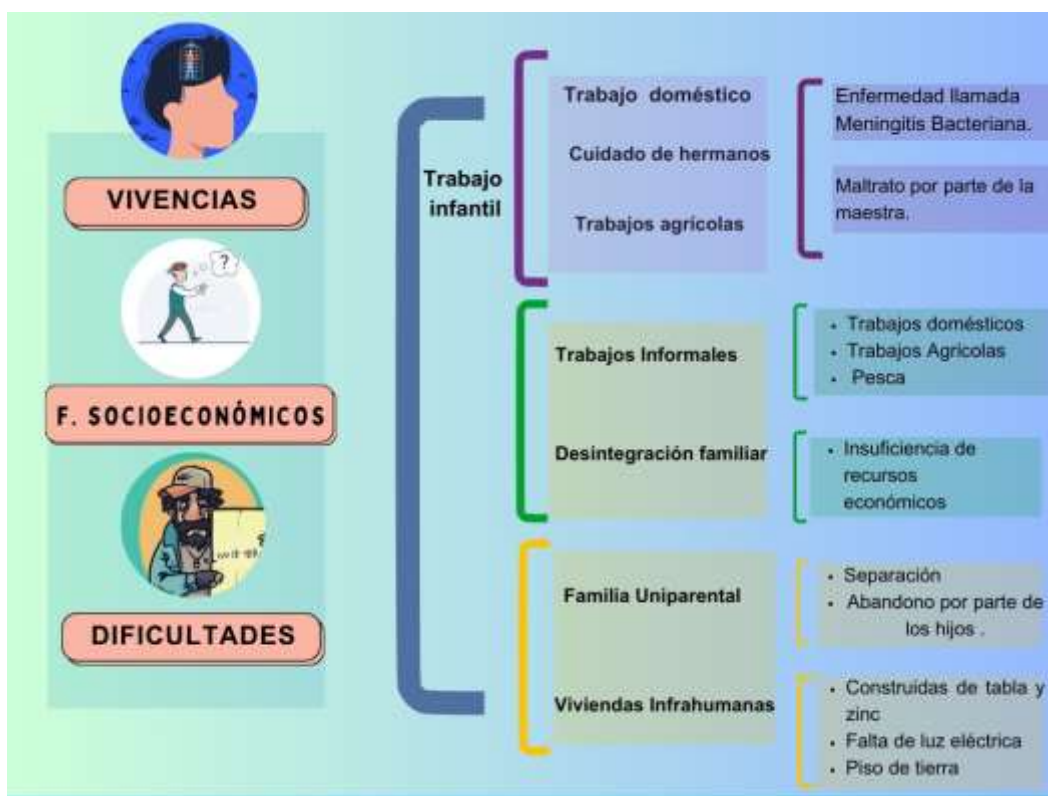 VIVENCIAS
?
F. SOCIOECONÓMICOS
DIFICULTADES
Trabajo
infantil
Trabajo doméstico
Cuidado de hermanos
Trabajos agrícolas
Enfermedad llamada
Meningitis Bacteriana.
Maltrato por parte de la
maestra.
Trabajos Informales
• Trabajos domésticos
• Trabajos Agricolas
• Pesca
Desintegración familiar
• Insuficiencia de
recursos
económicos
Familia Uniparental
• Separación
• Abandono por parte de
los hijos .
Viviendas Infrahumanas
• Construidas de tabla y
zinc
• Falta de luz eléctrica
• Piso de tierra